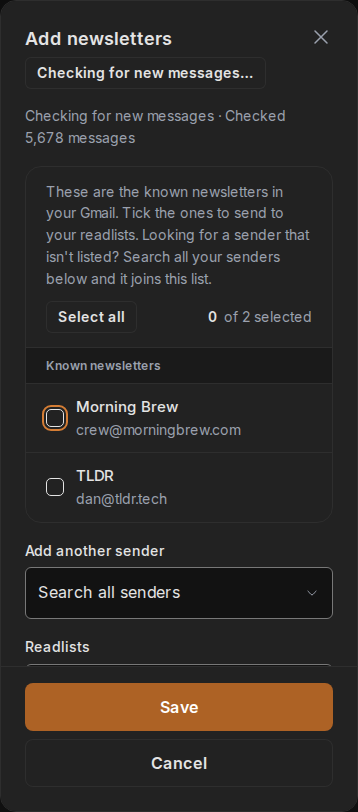 Add newsletters
Checking for new messages...
Checking for new messages · Checked
5,678 messages
These are the known newsletters in
your Gmail. Tick the ones to send to
your readlists. Looking for a sender that
isn't listed? Search all your senders
below and it joins this list.
Select all
0 of 2 selected
Known newsletters
Morning Brew
crew@morningbrew.com
TLDR
dan@tldr.tech
Add another sender
Search all senders
Readlists
Save
Cancel